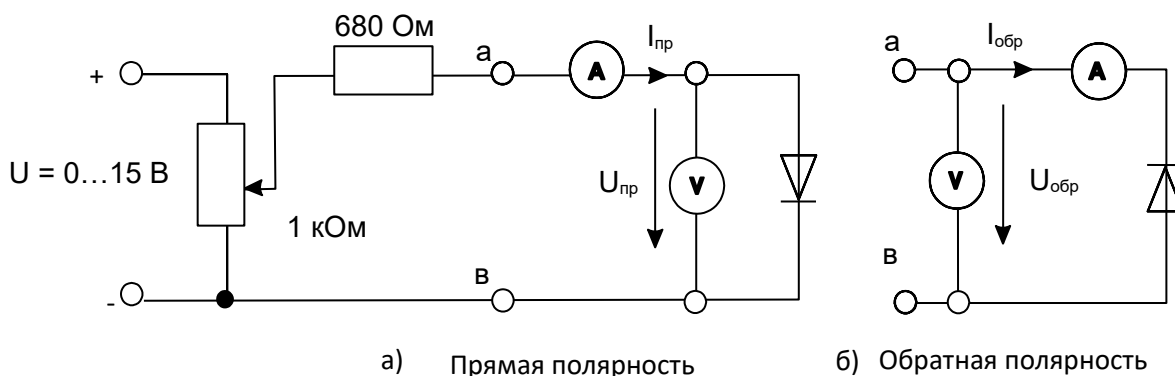 680 Ом
+
U = 0...15 В
1 кОм
-
а
A
Iпр
Uпр
V
в
а) Прямая полярность
а
Iобр
A
V
Uобр
в
б) Обратная полярность